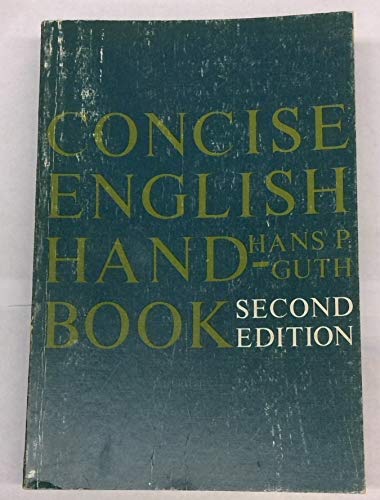 CONCISE
ENGLISH
HAND-
HANS P.
GUTH
BOOK
SECOND
EDITION